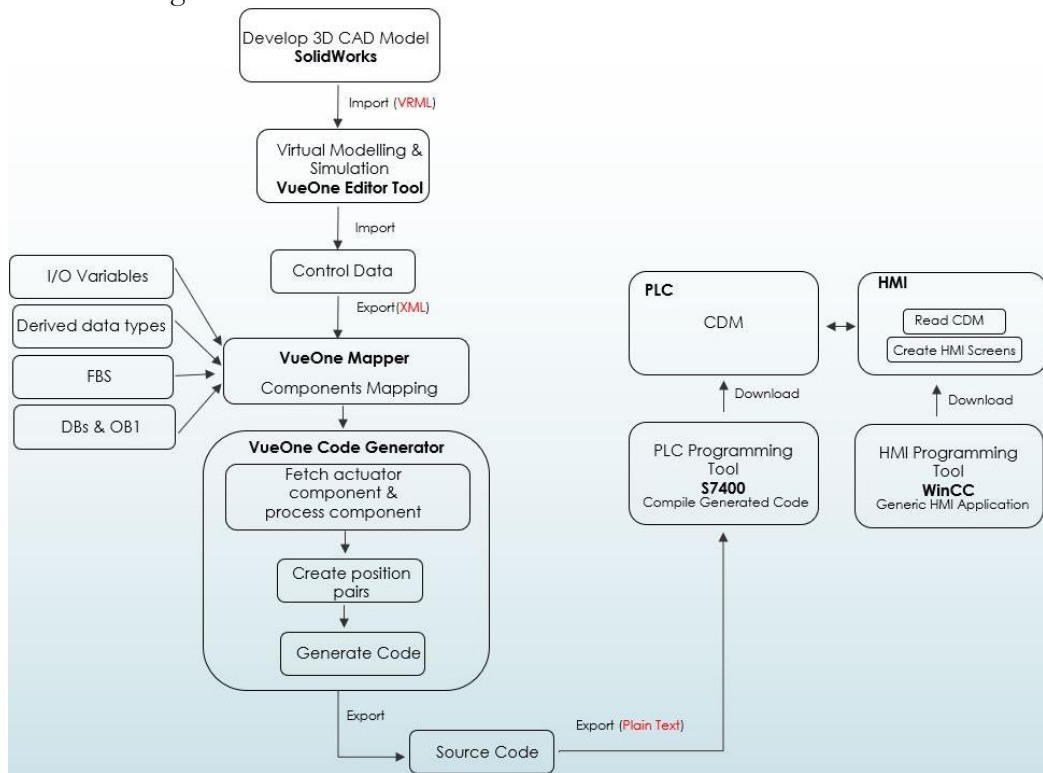 Develop 3D CAD Model
SolidWorks
Import (VRML)
Virtual Modelling &
Simulation
VueOne Editor Tool
Import
Control Data
Export(XML)
I/O Variables
Derived data types
FBS
DBs & OB1
VueOne Mapper
Components Mapping
VueOne Code Generator
Fetch actuator
component &
process component
Create position
pairs
Generate Code
Export
Source Code
Export (Plain Text)
PLC
CDM
HMI
Read CDM
Create HMI Screens
Download
Download
PLC Programming
Tool
S7400
Compile Generated Code
HMI Programming
Tool
WinCC
Generic HMI Application